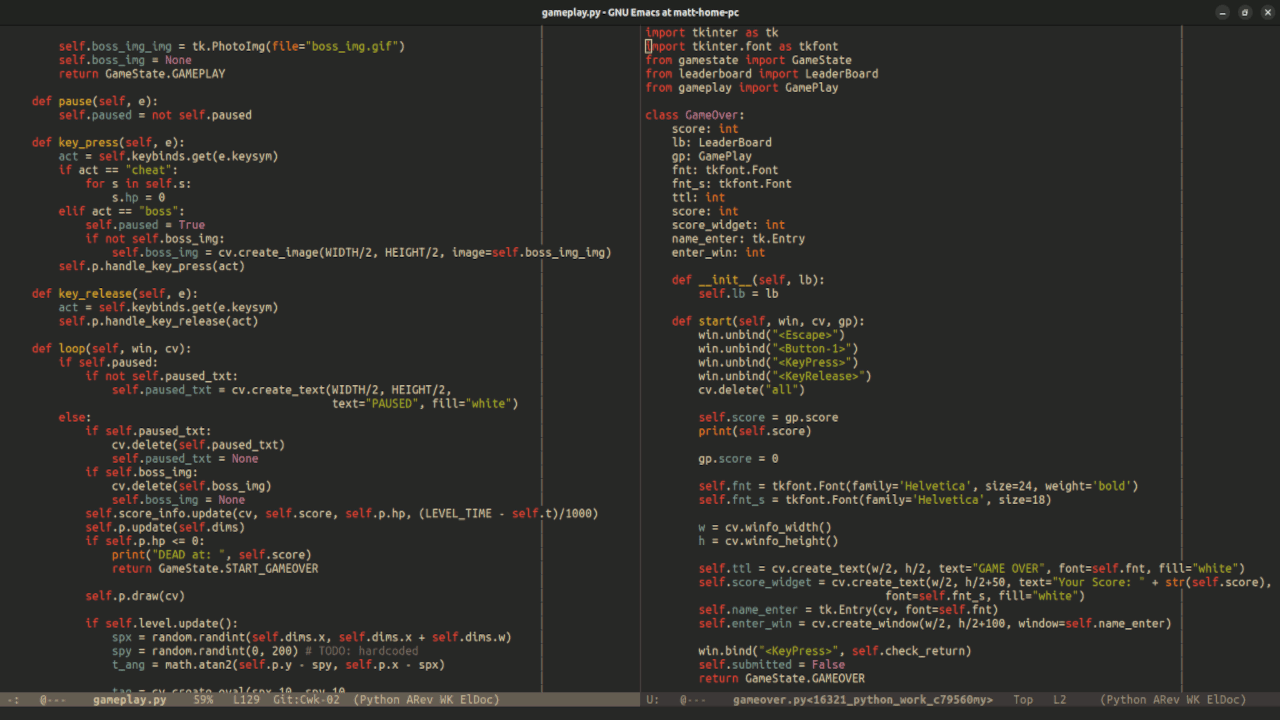 gameplay.py - GNU Emacs at matt-home-pc
self.boss_img_img = tk.PhotoImg(file="boss_img.gif")
self.boss_img = None
return GameState.GAMEPLAY
def pause(self, e):
self.paused = not self.paused
def key_press(self, e):
act = self.keybinds.get(e.keysym)
if act == "cheat":
for s in self.s:
s.hp = 0
elif act == "boss":
self.paused = True
if not self.boss_img:
self.boss_img = cv.create_image(WIDTH/2, HEIGHT/2, image=self.boss_img_img)
self.p.handle_key_press(act)
def key_release(self, e):
act = self.keybinds.get(e.keysym)
self.p.handle_key_release(act)
def loop(self, win, cv):
if self.paused:
if not self.paused_txt:
self.paused_txt = cv.create_text(WIDTH/2, HEIGHT/2,
text="PAUSED", fill="white")
else:
if self.paused_txt:
cv.delete(self.paused_txt)
self.paused_txt = None
if self.boss_img:
cv.delete(self.boss_img)
self.boss_img = None
self.score_info.update(cv, self.score, self.p.hp, (LEVEL_TIME - self.t)/1000)
self.p.update(self.dims)
if self.p.hp <= 0:
print("DEAD at: ", self.score)
return GameState.START_GAMEOVER
self.p.draw(cv)
if self.level.update():
spx = random.randint(self.dims.x, self.dims.x + self.dims.w)
spy = random.randint(0, 200) # TODO: hardcoded
t_ang = math.atan2(self.p.y - spy, self.p.x - spx)
tag = cv.create_oval(spx-10, spy-10,
-: @--- gameplay.py 59% L129 Git:Cwk-02 (Python ARev WK ElDoc)
import tkinter as tk
import tkinter.font as tkfont
from gamestate import GameState
from leaderboard import LeaderBoard
from gameplay import GamePlay
class GameOver:
score: int
lb: LeaderBoard
gp: GamePlay
fnt: tkfont.Font
fnt_s: tkfont.Font
ttl: int
score: int
score_widget: int
name_enter: tk.Entry
enter_win: int
def __init__(self, lb):
self.lb = lb
def start(self, win, cv, gp):
win.unbind("<Escape>")
win.unbind("<Button-1>")
win.unbind("<KeyPress>")
win.unbind("<KeyRelease>")
cv.delete("all")
self.score = gp.score
print(self.score)
gp.score = 0
self.fnt = tkfont.Font(family='Helvetica', size=24, weight='bold')
self.fnt_s = tkfont.Font(family='Helvetica', size=18)
w = cv.winfo_width()
h = cv.winfo_height()
self.ttl = cv.create_text(w/2, h/2, text="GAME OVER", font=self.fnt, fill="white")
self.score_widget = cv.create_text(w/2, h/2+50, text="Your Score: " + str(self.score),
font=self.fnt_s, fill="white")
self.name_enter = tk.Entry(cv, font=self.fnt)
self.enter_win = cv.create_window(w/2, h/2+100, window=self.name_enter)
win.bind("<KeyPress>", self.check_return)
self.submitted = False
return GameState.GAMEOVER
U: @--- gameover.py<16321_python_work_c79560my> Top L2 (Python ARev WK ElDoc)